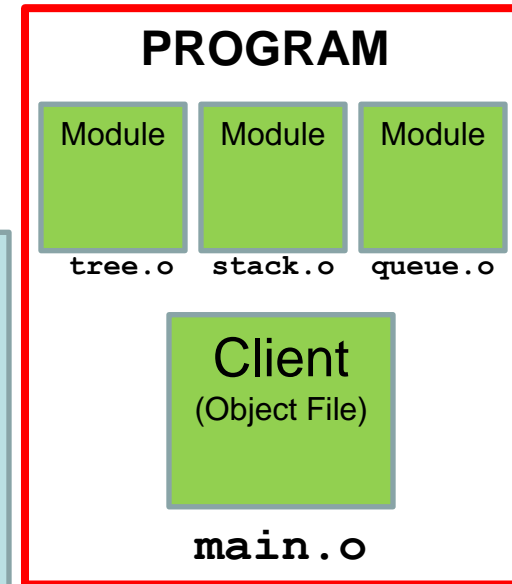 PROGRAM
Module Module Module
tree.o stack.o queue.o
Client
(Object File)
main.o